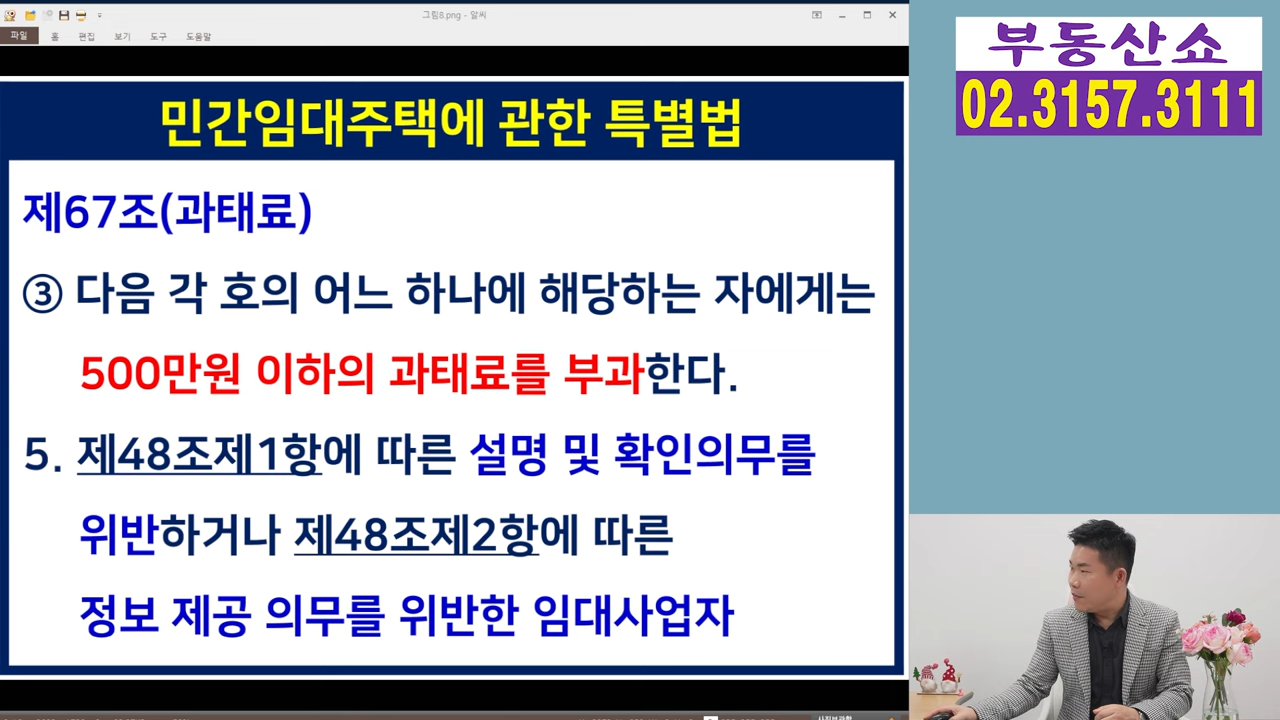 그림8.png - 알씨
파일 홈 편집 보기 도구 도움말
부동산쇼
02.3157.3111
민간임대주택에 관한 특별법
제67조(과태료)
③ 다음 각 호의 어느 하나에 해당하는 자에게는
500만원 이하의 과태료를 부과한다.
5. 제48조제1항에 따른 설명 및 확인의무를
위반하거나 제48조제2항에 따른
정보 제공 의무를 위반한 임대사업자